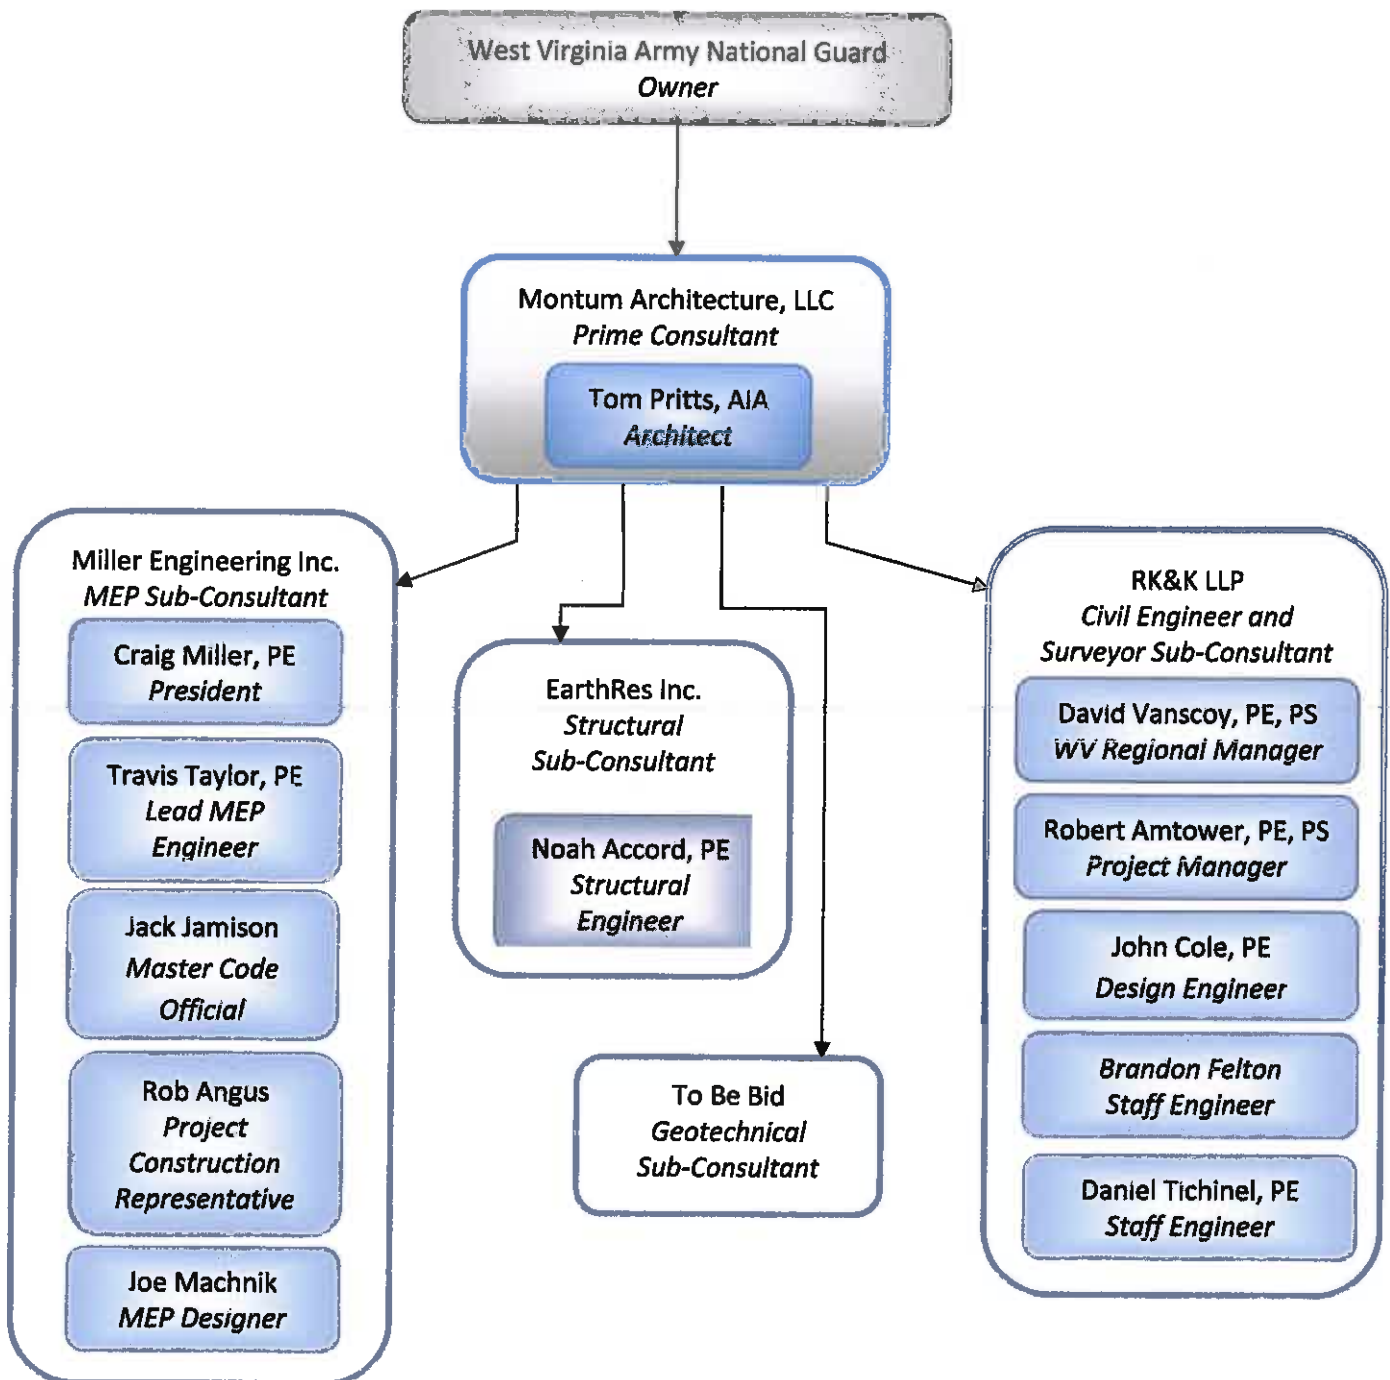 West Virginia Army National Guard
Owner
Montum Architecture, LLC
Prime Consultant
Tom Pritts, AIA
Architect
Miller Engineering Inc.
MEP Sub-Consultant
Craig Miller, PE
President
Travis Taylor, PE
Lead MEP
Engineer
Jack Jamison
Master Code
Official
Rob Angus
Project
Construction
Representative
Joe Machnik
MEP Designer
EarthRes Inc.
Structural
Sub-Consultant
Noah Accord, PE
Structural
Engineer
To Be Bid
Geotechnical
Sub-Consultant
RK&K LLP
Civil Engineer and
Surveyor Sub-Consultant
David Vanscoy, PE, PS
WV Regional Manager
Robert Amtower, PE, PS
Project Manager
John Cole, PE
Design Engineer
Brandon Felton
Staff Engineer
Daniel Tichinel, PE
Staff Engineer